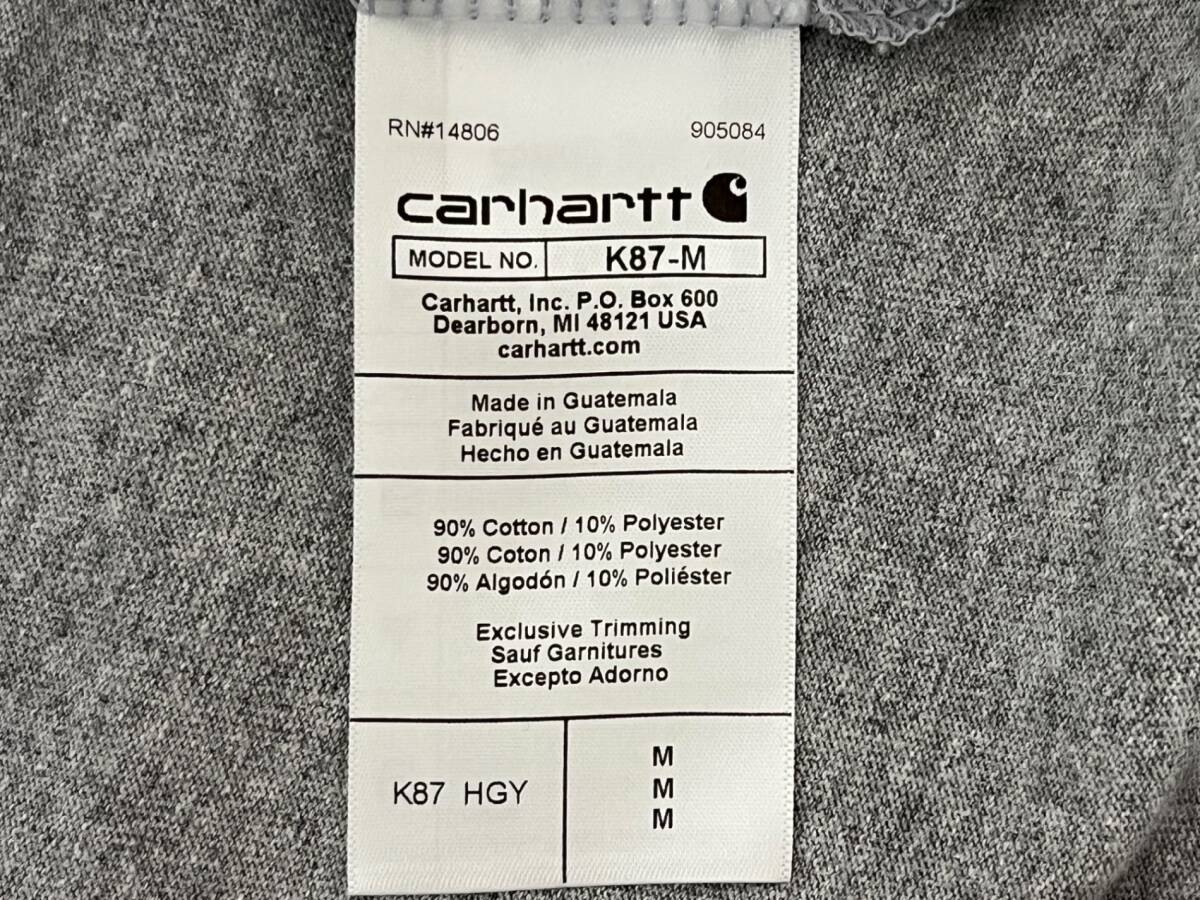 RN#14806 905084
carhartt
MODEL NO. K87-M
Carhartt, Inc. P.O. Box 600
Dearborn, MI 48121 USA
carhartt.com
Made in Guatemala
Fabriqué au Guatemala
Hecho en Guatemala
90% Cotton / 10% Polyester
90% Coton / 10% Polyester
90% Algodón / 10% Poliéster
Exclusive Trimming
Sauf Garnitures
Excepto Adorno
K87 HGY
M
M
M